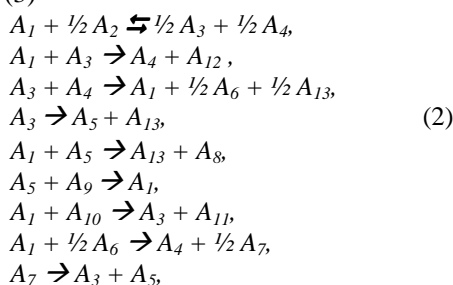 A₁ + ½ A₂ ⇆ ½ A₃ + ½ A₄,
A₁ + A₃ → A₄ + A₁₂ ,
A₃ + A₄ → A₁ + ½ A₆ + ½ A₁₃,
A₃ → A₅ + A₁₃, (2)
A₁ + A₅ → A₁₃ + A₈,
A₅ + A₉ → A₁,
A₁ + A₁₀ → A₃ + A₁₁,
A₁ + ½ A₆ → A₄ + ½ A₇,
A₇ → A₃ + A₅,